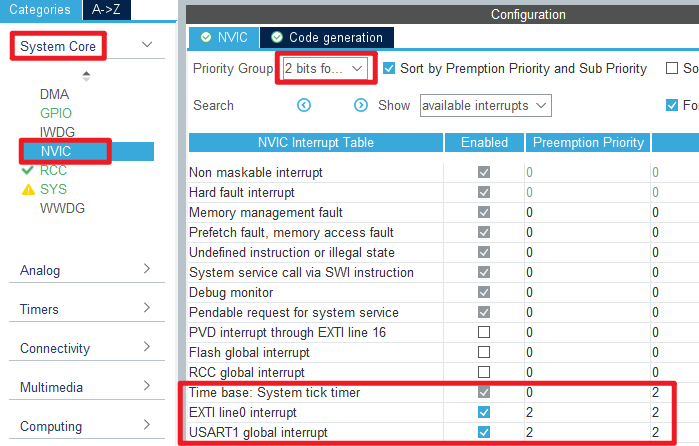 Categories A->Z
System Core
DMA
GPIO
IWDG
NVIC
RCC
SYS
WWDG
Analog
Timers
Connectivity
Multimedia
Computing
Configuration
NVIC Code generation
Priority Group 2 bits fo... Sort by Premption Priority and Sub Priority So
Search Show available interrupts Fo
NVIC Interrupt Table Enabled Preemption Priority
Non maskable interrupt 0 0
Hard fault interrupt 0 0
Memory management fault 0 0
Prefetch fault, memory access fault 0 0
Undefined instruction or illegal state 0 0
System service call via SWI instruction 0 0
Debug monitor 0 0
Pendable request for system service 0 0
PVD interrupt through EXTI line 16 0 0
Flash global interrupt 0 0
RCC global interrupt 0 0
Time base: System tick timer 0 2
EXTI line0 interrupt 2 2
USART1 global interrupt 2 2